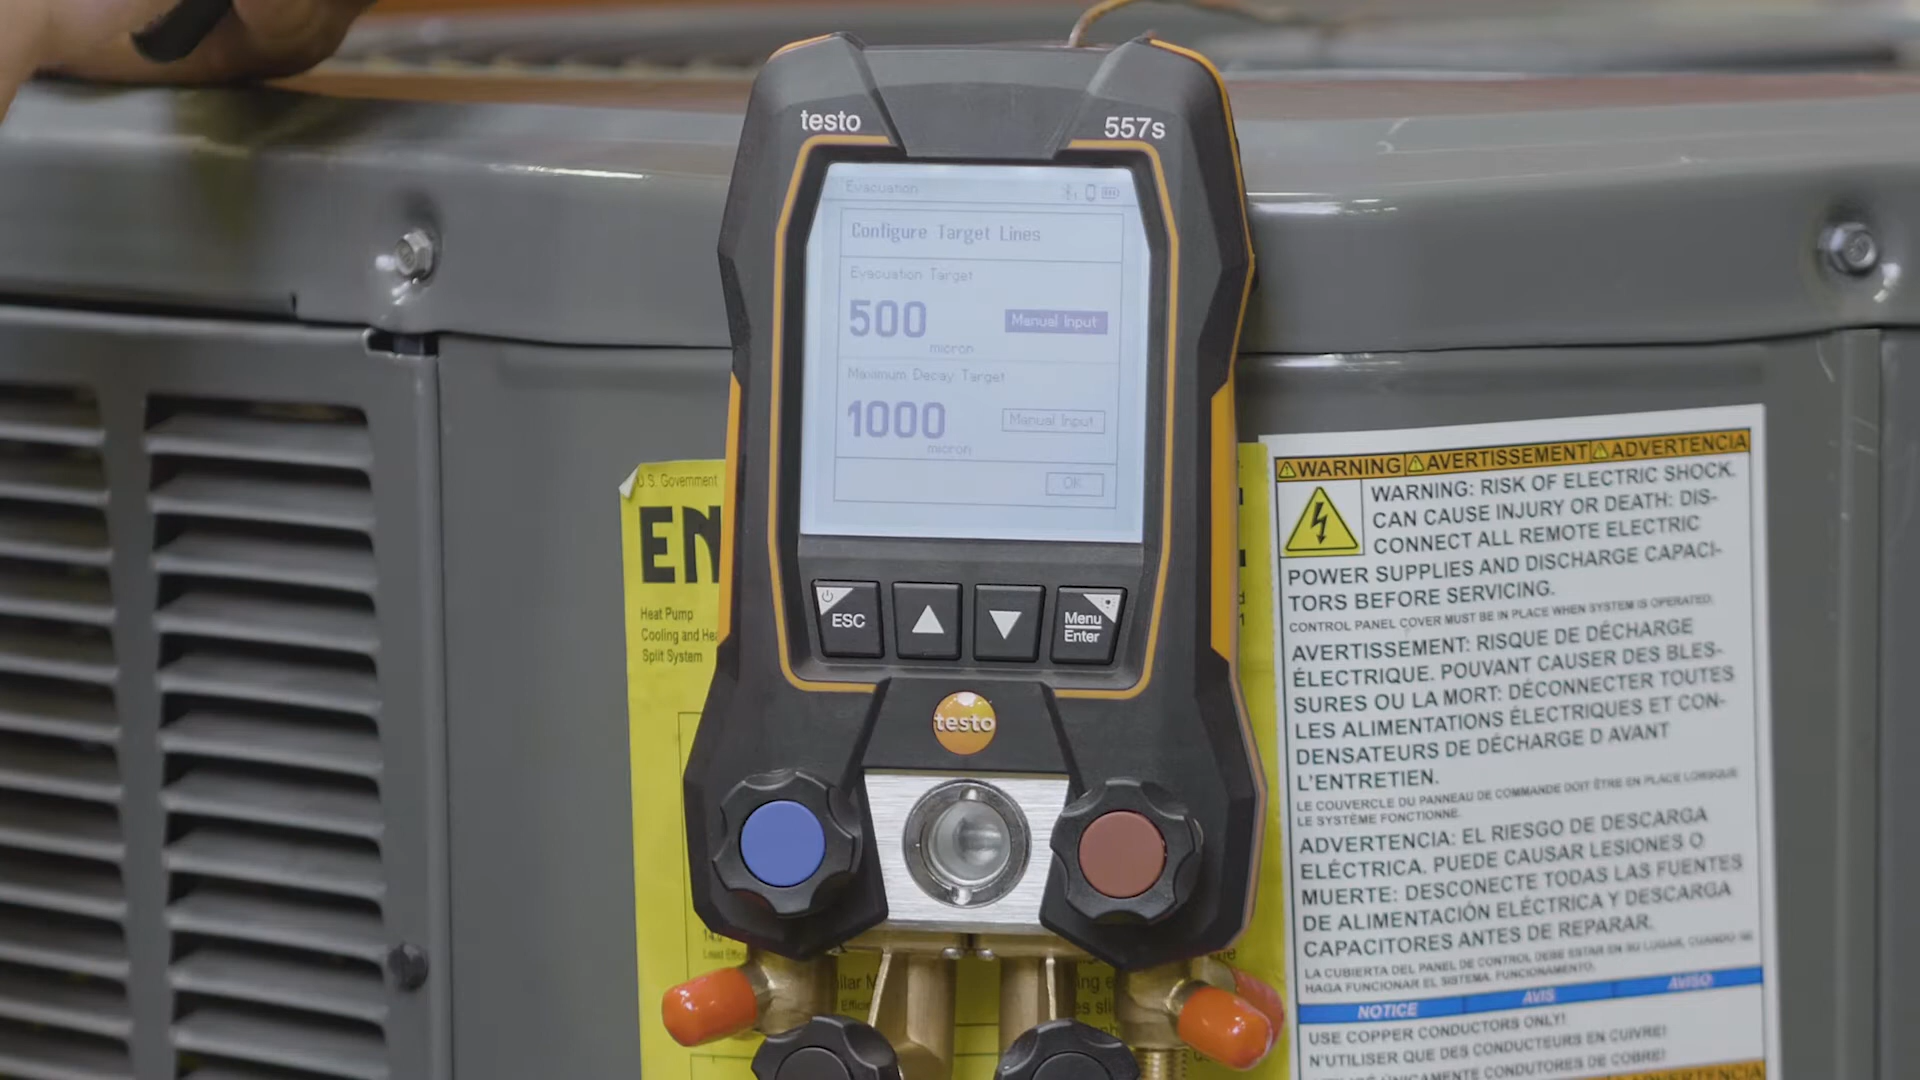 testo
557s
Evacuation
Configure Target Lines
Evacuation Target
500
Manual Input
micron
Maximum Decay Target
1000
Manual Input
micron
OK
ESC
Menu
Enter
testo
U.S. Government
EN
Heat Pump
Cooling and Hea
Split System
WARNING AVERTISSEMENT ADVERTENCIA
WARNING: RISK OF ELECTRIC SHOCK.
CAN CAUSE INJURY OR DEATH: DIS-
CONNECT ALL REMOTE ELECTRIC
POWER SUPPLIES AND DISCHARGE CAPACI-
TORS BEFORE SERVICING.
CONTROL PANEL COVER MUST BE IN PLACE WHEN SYSTEM IS OPERATED.
AVERTISSEMENT: RISQUE DE DÉCHARGE
ÉLECTRIQUE. POUVANT CAUSER DES BLES-
SURES OU LA MORT: DÉCONNECTER TOUTES
LES ALIMENTATIONS ÉLECTRIQUES ET CON-
DENSATEURS DE DÉCHARGE D AVANT
L'ENTRETIEN.
LE COUVERCLE DU PANNEAU DE COMMANDE DOIT ÊTRE EN PLACE LORSQUE
LE SYSTÈME FONCTIONNE.
ADVERTENCIA: EL RIESGO DE DESCARGA
ELÉCTRICA. PUEDE CAUSAR LESIONES O
MUERTE: DESCONECTE TODAS LAS FUENTES
DE ALIMENTACIÓN ELÉCTRICA Y DESCARGA
CAPACITORES ANTES DE REPARAR.
LA CUBIERTA DEL PANEL DE CONTROL DEBE ESTAR EN SU LUGAR, CUANDO SE
HAGA FUNCIONAR EL SISTEMA. FUNCIONAMIENTO.
NOTICE AVIS AVISO
USE COPPER CONDUCTORS ONLY!
N'UTILISER QUE DES CONDUCTEURS EN CUIVRE!
UNICAMENTE CONDUTORES DE COBRE!
ADVERTENCIA